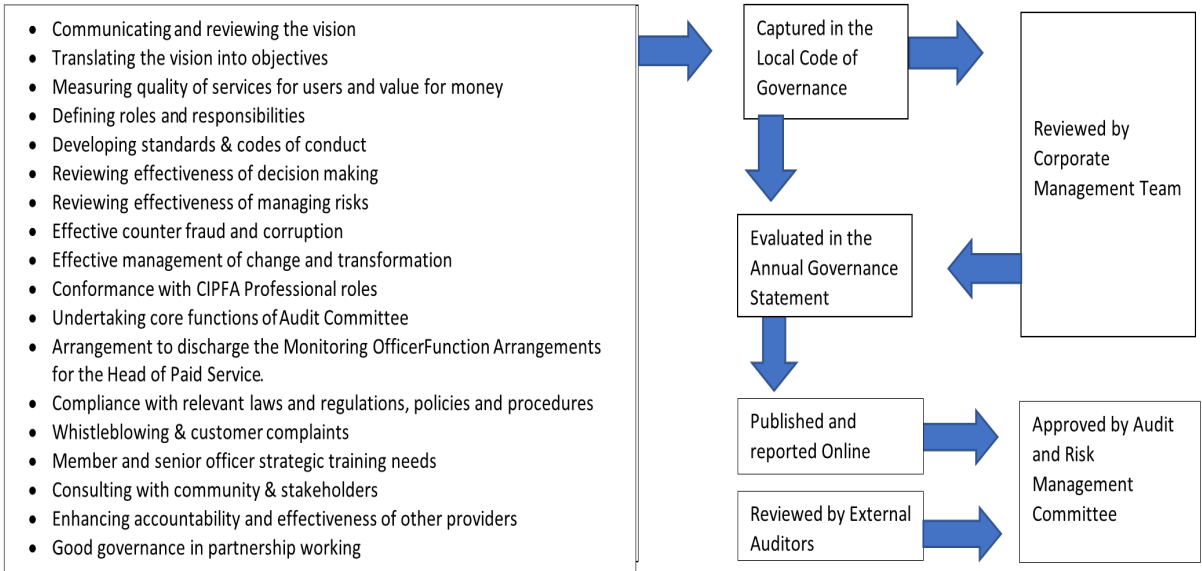 • Communicating and reviewing the vision
• Translating the vision into objectives
• Measuring quality of services for users and value for money
• Defining roles and responsibilities
• Developing standards & codes of conduct
• Reviewing effectiveness of decision making
• Reviewing effectiveness of managing risks
• Effective counter fraud and corruption
• Effective management of change and transformation
• Conformance with CIPFA Professional roles
• Undertaking core functions of Audit Committee
• Arrangement to discharge the Monitoring OfficerFunction Arrangements
for the Head of Paid Service.
• Compliance with relevant laws and regulations, policies and procedures
• Whistleblowing & customer complaints
• Member and senior officer strategic training needs
• Consulting with community & stakeholders
• Enhancing accountability and effectiveness of other providers
• Good governance in partnership working
Captured in the
Local Code of
Governance
Reviewed by
Corporate
Management Team
Evaluated in the
Annual Governance
Statement
Published and
reported Online
Approved by Audit
and Risk
Management
Committee
Reviewed by External
Auditors